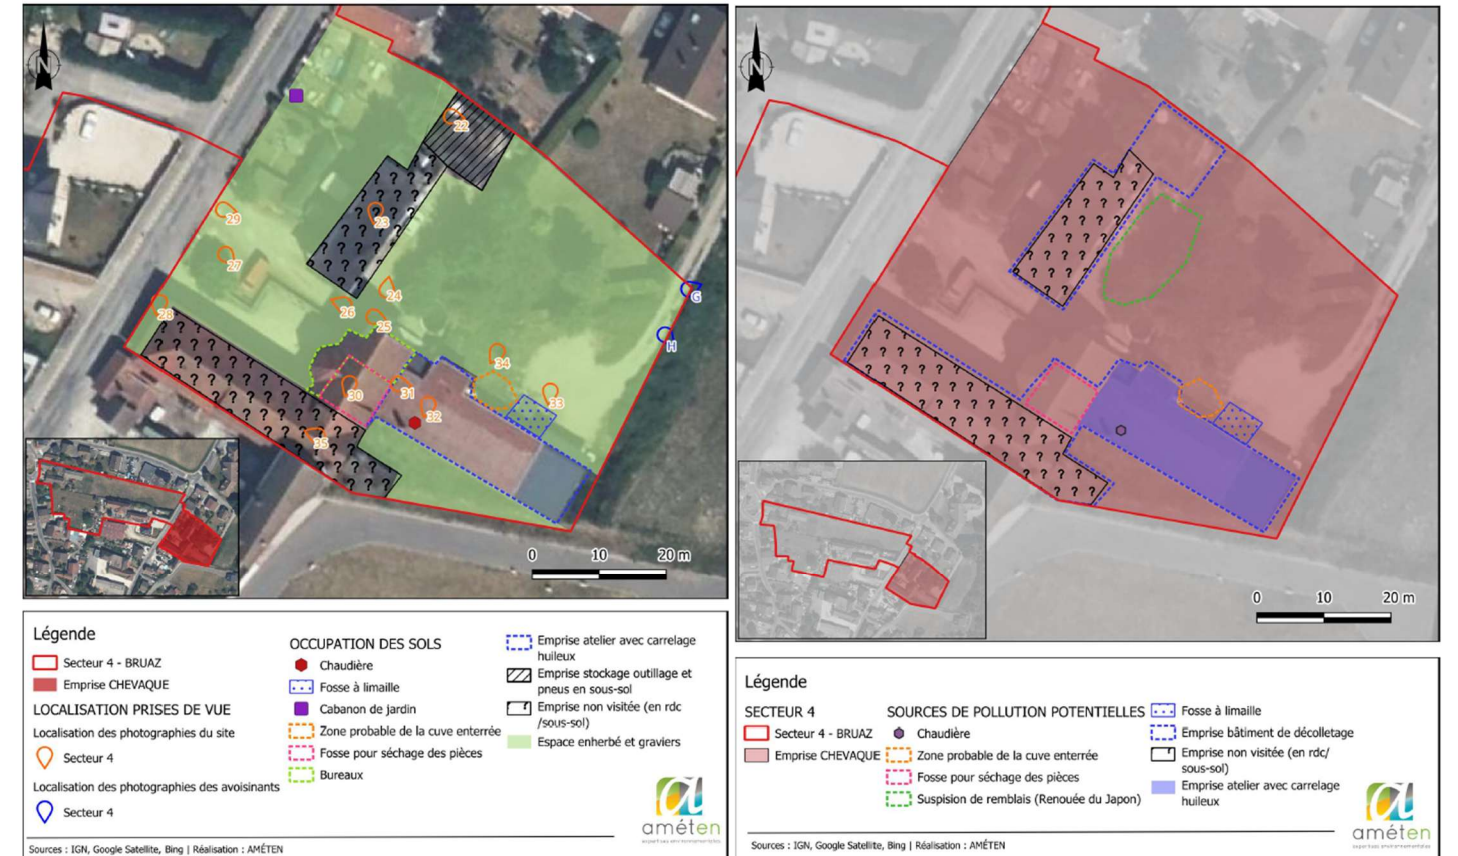 N
22
23
29
27
24
26
25
28
34
30
31
32
33
35
G
H
0 10 20 m
Légende
Secteur 4 - BRUAZ
Emprise CHEVAQUE
LOCALISATION PRISES DE VUE
Localisation des photographies du site
Secteur 4
Localisation des photographies des avoisinants
Secteur 4
OCCUPATION DES SOLS
Chaudière
Fosse à limaille
Cabanon de jardin
Zone probable de la cuve enterrée
Fosse pour séchage des pièces
Bureaux
Emprise atelier avec carrelage
huileux
Emprise stockage outillage et
pneus en sous-sol
Emprise non visitée (en rdc
/sous-sol)
Espace enherbé et graviers
améten
expertises environnementales
Sources : IGN, Google Satellite, Bing | Réalisation : AMÉTEN
N
0 10 20 m
Légende
SECTEUR 4
Secteur 4 - BRUAZ
Emprise CHEVAQUE
SOURCES DE POLLUTION POTENTIELLES
Chaudière
Zone probable de la cuve enterrée
Fosse pour séchage des pièces
Suspision de remblais (Renouée du Japon)
Fosse à limaille
Emprise bâtiment de décolletage
Emprise non visitée (en rdc/
sous-sol)
Emprise atelier avec carrelage
huileux
améten
expertises environnementales
Sources : IGN, Google Satellite, Bing | Réalisation : AMÉTEN